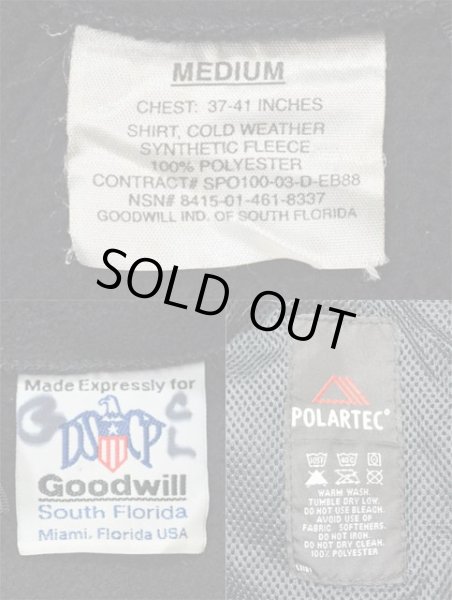 MEDIUM
CHEST: 37-41 INCHES
SHIRT, COLD WEATHER
SYNTHETIC FLEECE
100% POLYESTER
CONTRACT# SPO100-03-D-EB88
NSN# 8415-01-461-8337
GOODWILL IND. OF SOUTH FLORIDA
SOLD OUT
Made Expressly for
DSCP
Goodwill
South Florida
Miami, Florida USA
POLARTEC®
WARM WASH.
TUMBLE DRY LOW.
DO NOT USE BLEACH.
AVOID USE OF
FABRIC SOFTENERS.
DO NOT IRON.
DO NOT DRY CLEAN.
100% POLYESTER